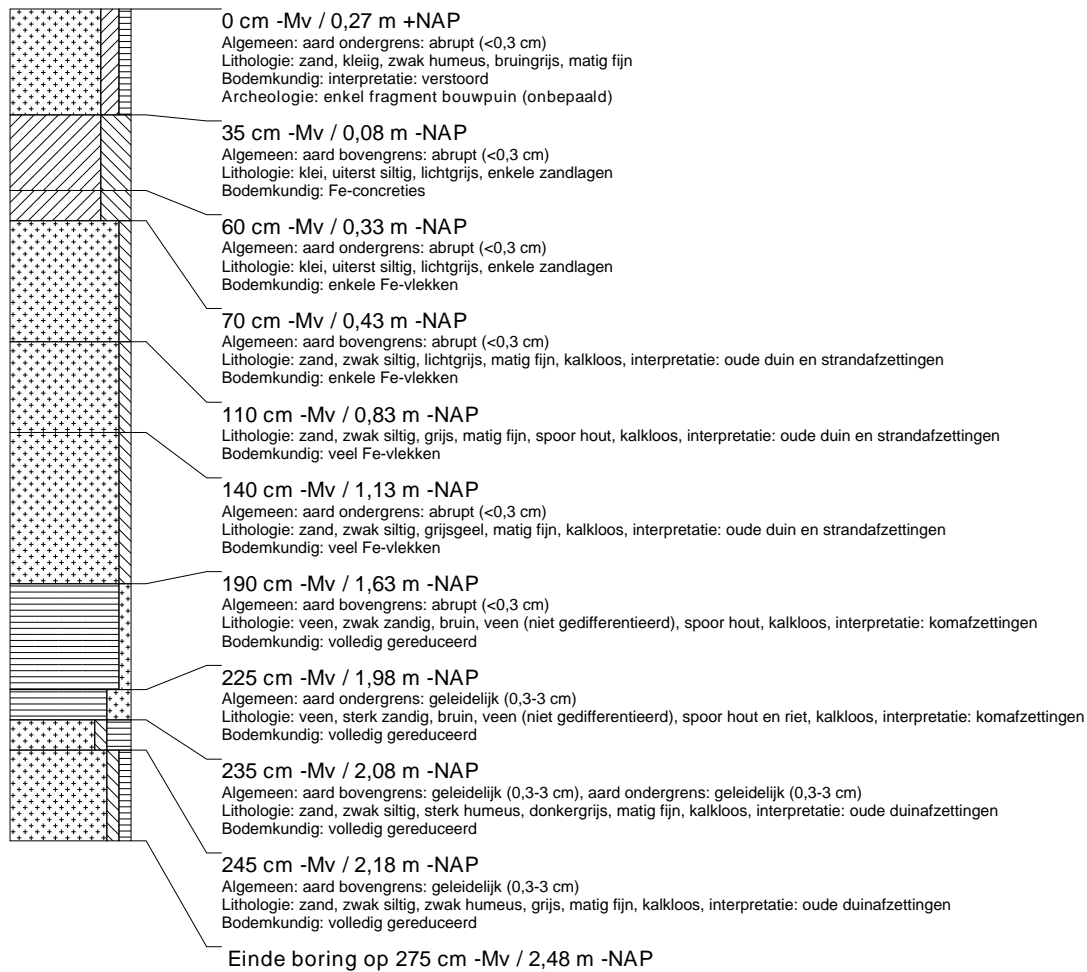 0 cm -Mv / 0,27 m +NAP
Algemeen: aard ondergrens: abrupt (<0,3 cm)
Lithologie: zand, kleiig, zwak humeus, bruingrijs, matig fijn
Bodemkundig: interpretatie: verstoord
Archeologie: enkel fragment bouwpuin (onbepaald)
35 cm -Mv / 0,08 m -NAP
Algemeen: aard bovengrens: abrupt (<0,3 cm)
Lithologie: klei, uiterst siltig, lichtgrijs, enkele zandlagen
Bodemkundig: Fe-concreties
60 cm -Mv / 0,33 m -NAP
Algemeen: aard ondergrens: abrupt (<0,3 cm)
Lithologie: klei, uiterst siltig, lichtgrijs, enkele zandlagen
Bodemkundig: enkele Fe-vlekken
70 cm -Mv / 0,43 m -NAP
Algemeen: aard bovengrens: abrupt (<0,3 cm)
Lithologie: zand, zwak siltig, lichtgrijs, matig fijn, kalkloos, interpretatie: oude duin en strandafzettingen
Bodemkundig: enkele Fe-vlekken
110 cm -Mv / 0,83 m -NAP
Lithologie: zand, zwak siltig, grijs, matig fijn, spoor hout, kalkloos, interpretatie: oude duin en strandafzettingen
Bodemkundig: veel Fe-vlekken
140 cm -Mv / 1,13 m -NAP
Algemeen: aard ondergrens: abrupt (<0,3 cm)
Lithologie: zand, zwak siltig, grijsgeel, matig fijn, kalkloos, interpretatie: oude duin en strandafzettingen
Bodemkundig: veel Fe-vlekken
190 cm -Mv / 1,63 m -NAP
Algemeen: aard bovengrens: abrupt (<0,3 cm)
Lithologie: veen, zwak zandig, bruin, veen (niet gedifferentieerd), spoor hout, kalkloos, interpretatie: komafzettingen
Bodemkundig: volledig gereduceerd
225 cm -Mv / 1,98 m -NAP
Algemeen: aard ondergrens: geleidelijk (0,3-3 cm)
Lithologie: veen, sterk zandig, bruin, veen (niet gedifferentieerd), spoor hout en riet, kalkloos, interpretatie: komafzettingen
Bodemkundig: volledig gereduceerd
235 cm -Mv / 2,08 m -NAP
Algemeen: aard bovengrens: geleidelijk (0,3-3 cm), aard ondergrens: geleidelijk (0,3-3 cm)
Lithologie: zand, zwak siltig, sterk humeus, donkergrijs, matig fijn, kalkloos, interpretatie: oude duinafzettingen
Bodemkundig: volledig gereduceerd
245 cm -Mv / 2,18 m -NAP
Algemeen: aard bovengrens: geleidelijk (0,3-3 cm)
Lithologie: zand, zwak siltig, zwak humeus, grijs, matig fijn, kalkloos, interpretatie: oude duinafzettingen
Bodemkundig: volledig gereduceerd
Einde boring op 275 cm -Mv / 2,48 m -NAP